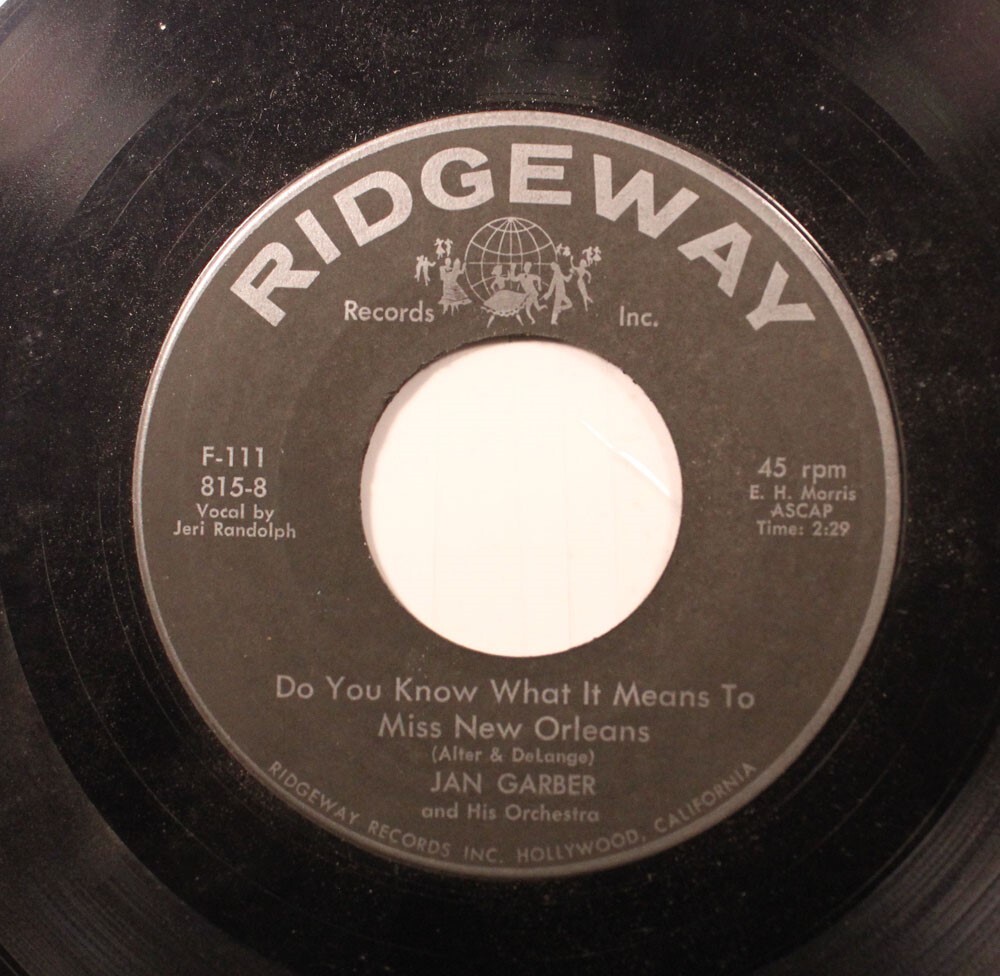 RIDGEWAY
Records Inc.
F-111
815-8
Vocal by
Jeri Randolph
45 rpm
E. H. Morris
ASCAP
Time: 2:29
Do You Know What It Means To
Miss New Orleans
(Alter & DeLange)
JAN GARBER
and His Orchestra
RIDGEWAY RECORDS INC. HOLLYWOOD, CALIFORNIA